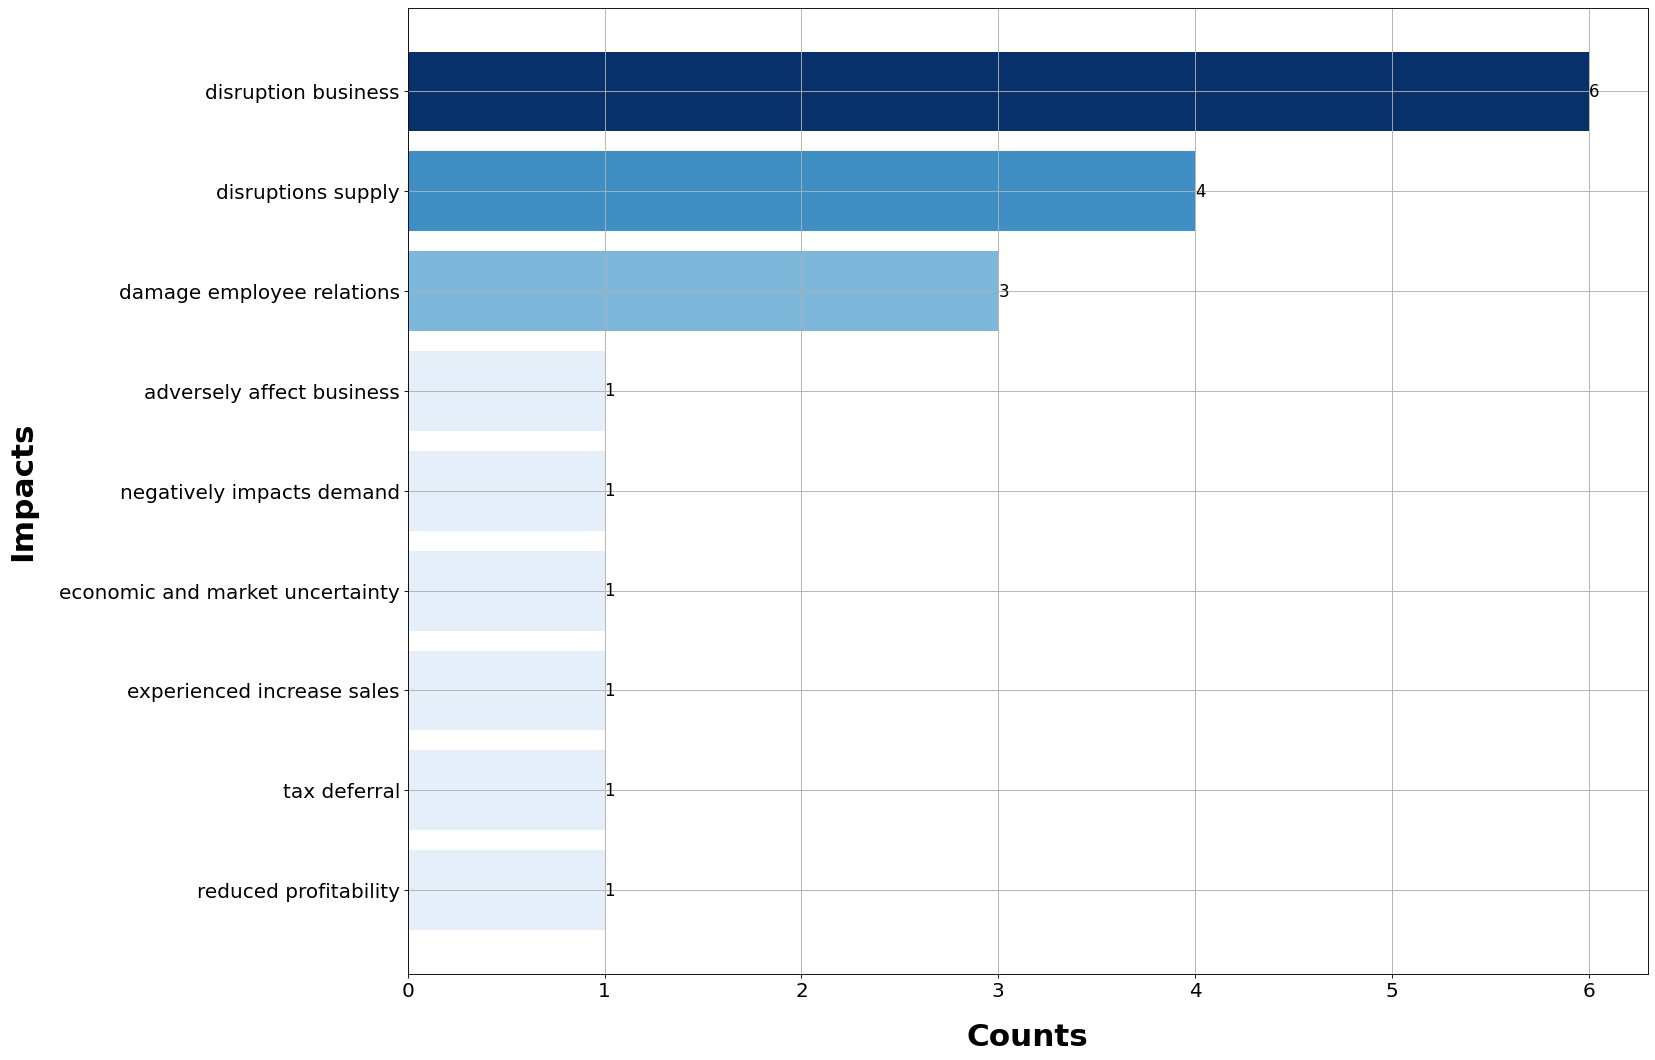 disruption business
6
disruptions supply
4
damage employee relations
3
adversely affect business
1
negatively impacts demand
1
economic and market uncertainty
1
experienced increase sales
1
tax deferral
1
reduced profitability
1
Impacts
0 1 2 3 4 5 6
Counts